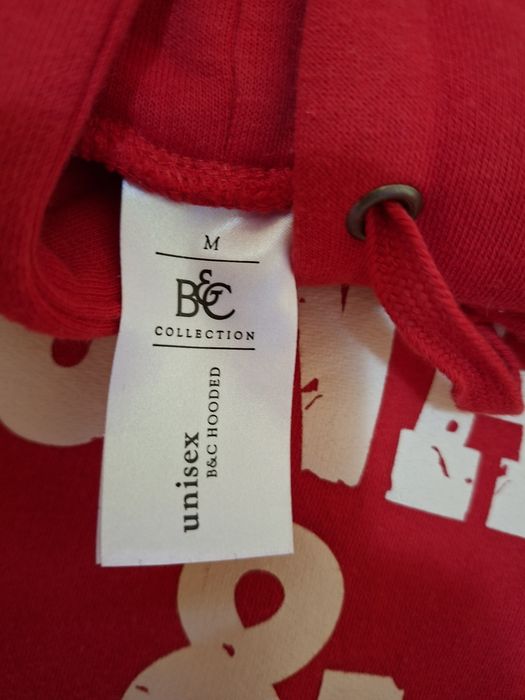 M
B&C
COLLECTION
unisex
B&C HOODED
&